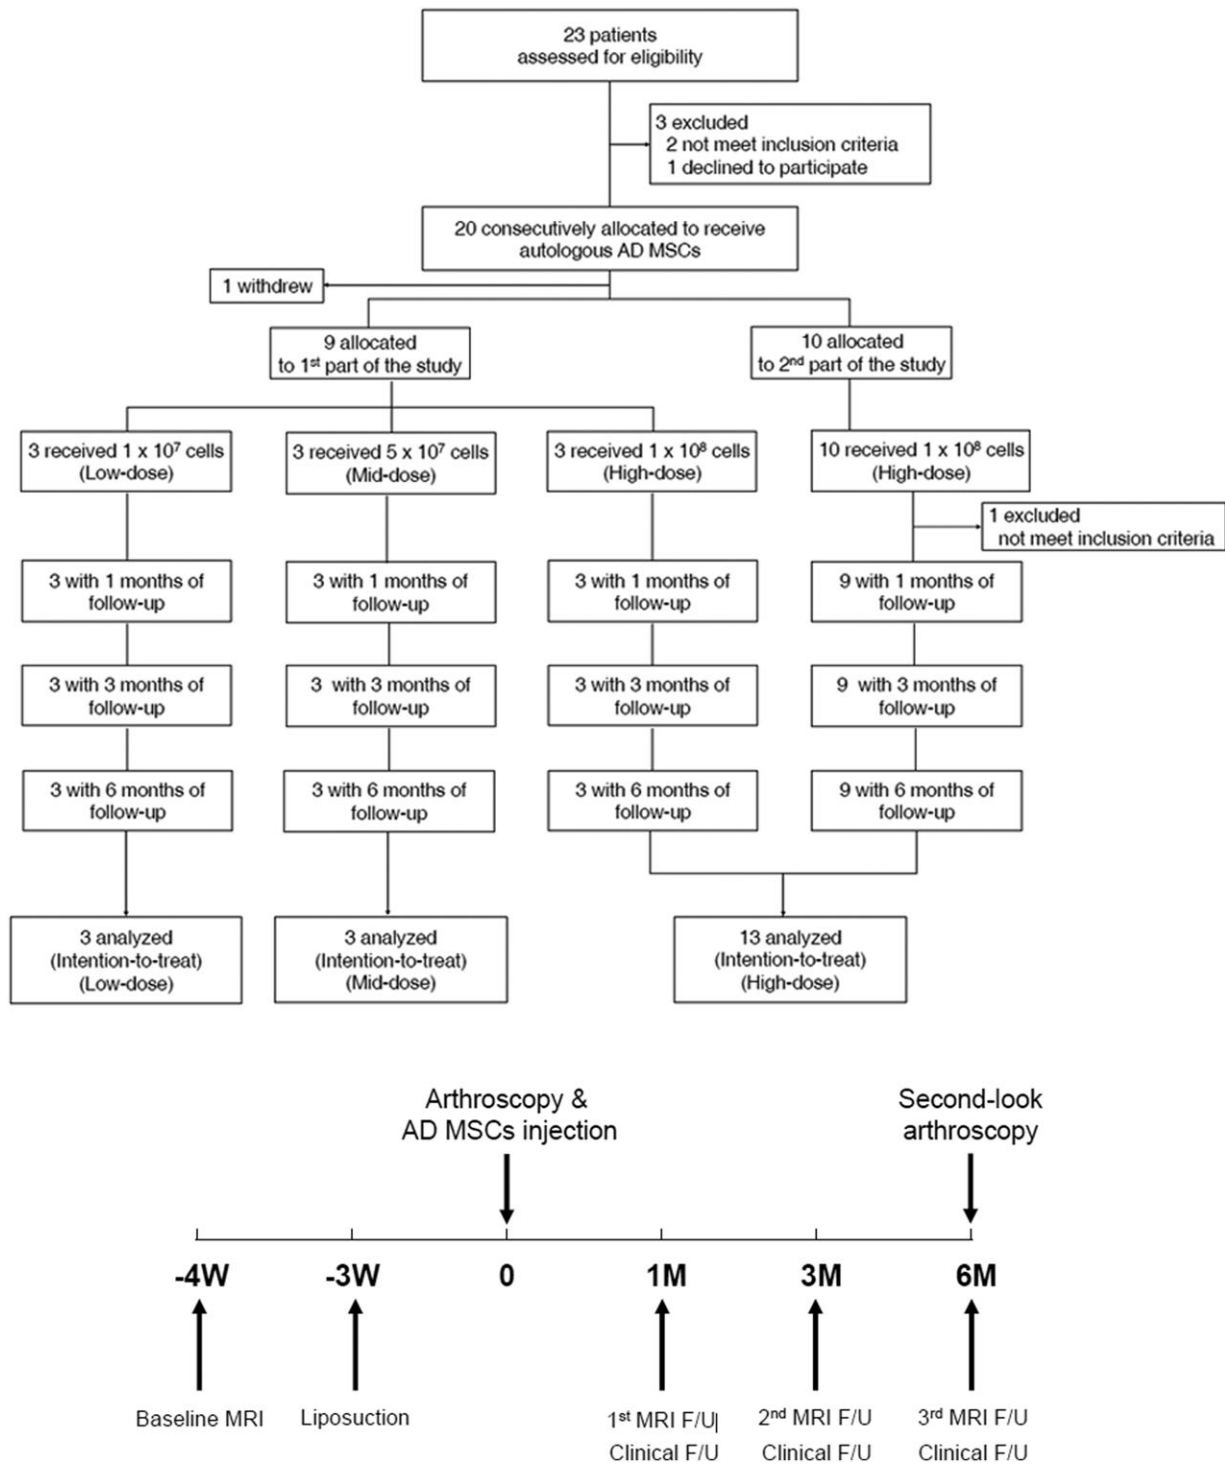 23 patients
assessed for eligibility
3 excluded
2 not meet inclusion criteria
1 declined to participate
20 consecutively allocated to receive
autologous AD MSCs
1 withdrew
9 allocated
to 1st part of the study
10 allocated
to 2nd part of the study
3 received 1 x 10⁷ cells
(Low-dose)
3 received 5 x 10⁷ cells
(Mid-dose)
3 received 1 x 10⁸ cells
(High-dose)
10 received 1 x 10⁸ cells
(High-dose)
1 excluded
not meet inclusion criteria
3 with 1 months of
follow-up
3 with 1 months of
follow-up
3 with 1 months of
follow-up
9 with 1 months of
follow-up
3 with 3 months of
follow-up
3 with 3 months of
follow-up
3 with 3 months of
follow-up
9 with 3 months of
follow-up
3 with 6 months of
follow-up
3 with 6 months of
follow-up
3 with 6 months of
follow-up
9 with 6 months of
follow-up
3 analyzed
(Intention-to-treat)
(Low-dose)
3 analyzed
(Intention-to-treat)
(Mid-dose)
13 analyzed
(Intention-to-treat)
(High-dose)
Arthroscopy &
AD MSCs injection
Second-look
arthroscopy
-4W -3W 0 1M 3M 6M
Baseline MRI
Liposuction
1st MRI F/U
Clinical F/U
2nd MRI F/U
Clinical F/U
3rd MRI F/U
Clinical F/U